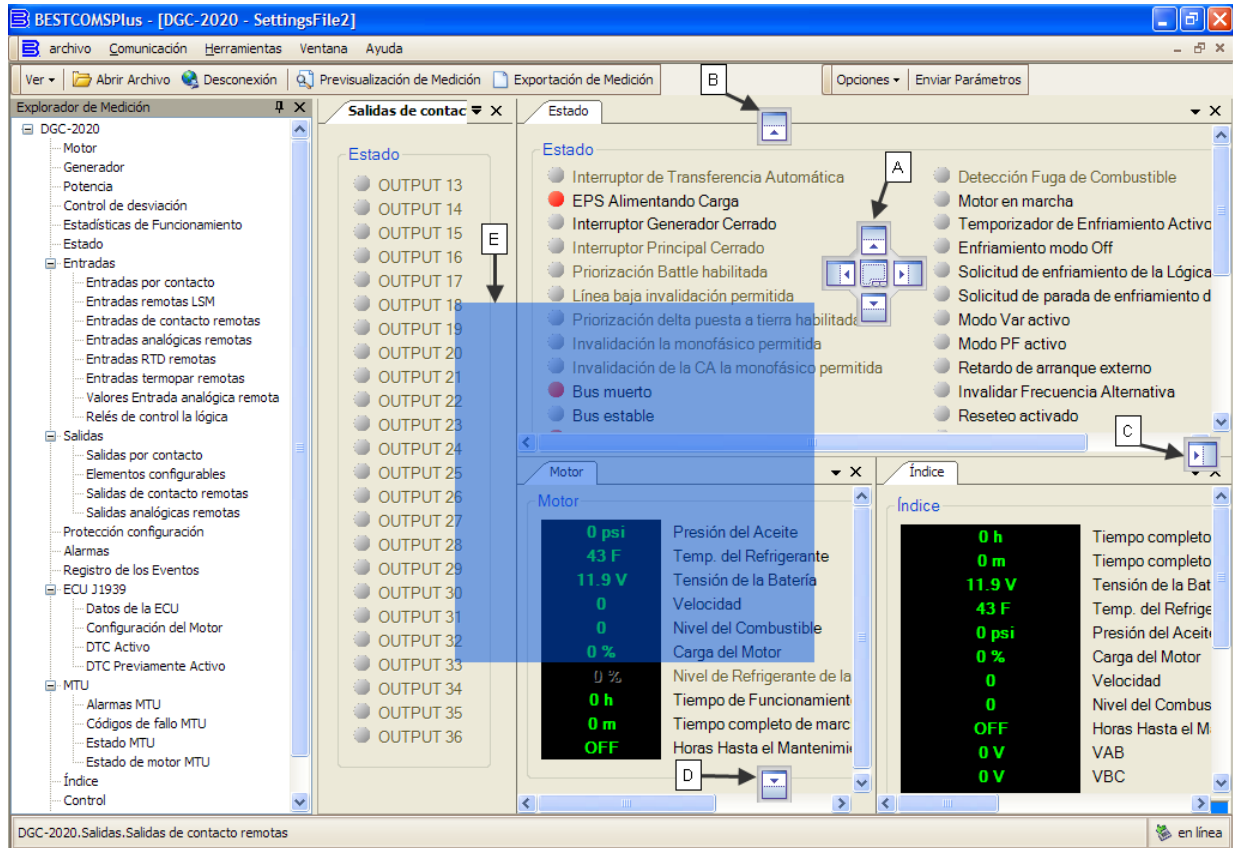 BESTCOMSPlus - [DGC-2020 - SettingsFile2]
archivo Comunicación Herramientas Ventana Ayuda
Ver Abrir Archivo Desconexión Previsualización de Medición Exportación de Medición Opciones Enviar Parámetros
B
Explorador de Medición
DGC-2020
Motor
Generador
Potencia
Control de desviación
Estadísticas de Funcionamiento
Estado
Entradas
Entradas por contacto
Entradas remotas LSM
Entradas de contacto remotas
Entradas analógicas remotas
Entradas RTD remotas
Entradas termopar remotas
Valores Entrada analógica remota
Relés de control la lógica
Salidas
Salidas por contacto
Elementos configurables
Salidas de contacto remotas
Salidas analógicas remotas
Protección configuración
Alarmas
Registro de los Eventos
ECU J1939
Datos de la ECU
Configuración del Motor
DTC Activo
DTC Previamente Activo
MTU
Alarmas MTU
Códigos de fallo MTU
Estado MTU
Estado de motor MTU
Índice
Control
Salidas de contac
Estado
OUTPUT 13
OUTPUT 14
OUTPUT 15
OUTPUT 16
OUTPUT 17
OUTPUT 18
OUTPUT 19
OUTPUT 20
OUTPUT 21
OUTPUT 22
OUTPUT 23
OUTPUT 24
OUTPUT 25
OUTPUT 26
OUTPUT 27
OUTPUT 28
OUTPUT 29
OUTPUT 30
OUTPUT 31
OUTPUT 32
OUTPUT 33
OUTPUT 34
OUTPUT 35
OUTPUT 36
E
Estado
Estado
Interruptor de Transferencia Automática
EPS Alimentando Carga
Interruptor Generador Cerrado
Interruptor Principal Cerrado
Priorización Battle habilitada
Línea baja invalidación permitida
Priorización delta puesta a tierra habilitada
Invalidación la monofásico permitida
Invalidación de la CA la monofásico permitida
Bus muerto
Bus estable
A
Detección Fuga de Combustible
Motor en marcha
Temporizador de Enfriamiento Activo
Enfriamiento modo Off
Solicitud de enfriamiento de la Lógica
Solicitud de parada de enfriamiento d
Modo Var activo
Modo PF activo
Retardo de arranque externo
Invalidar Frecuencia Alternativa
Reseteo activado
C
Motor
Motor
0 psi Presión del Aceite
43 F Temp. del Refrigerante
11.9 V Tensión de la Batería
0 Velocidad
0 Nivel del Combustible
0 % Carga del Motor
0 % Nivel de Refrigerante de la
0 h Tiempo de Funcionamient
0 m Tiempo completo de marc
OFF Horas Hasta el Mantenimi
D
Índice
Índice
0 h Tiempo completo
0 m Tiempo completo
11.9 V Tensión de la Bat
43 F Temp. del Refrige
0 psi Presión del Aceit
0 % Carga del Motor
0 Velocidad
0 Nivel del Combus
OFF Horas Hasta el M
0 V VAB
0 V VBC
DGC-2020.Salidas.Salidas de contacto remotas en línea